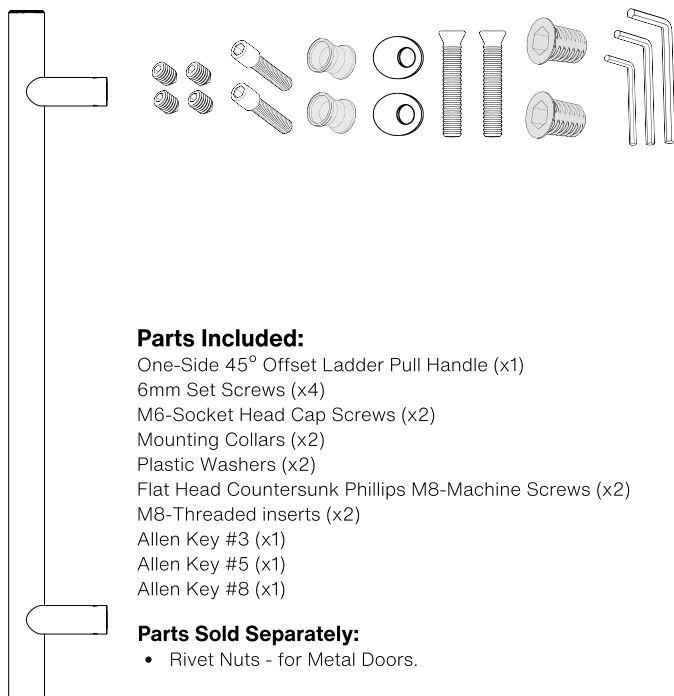 Parts Included:
One-Side 45° Offset Ladder Pull Handle (x1)
6mm Set Screws (x4)
M6-Socket Head Cap Screws (x2)
Mounting Collars (x2)
Plastic Washers (x2)
Flat Head Countersunk Phillips M8-Machine Screws (x2)
M8-Threaded inserts (x2)
Allen Key #3 (x1)
Allen Key #5 (x1)
Allen Key #8 (x1)
Parts Sold Separately:
• Rivet Nuts - for Metal Doors.